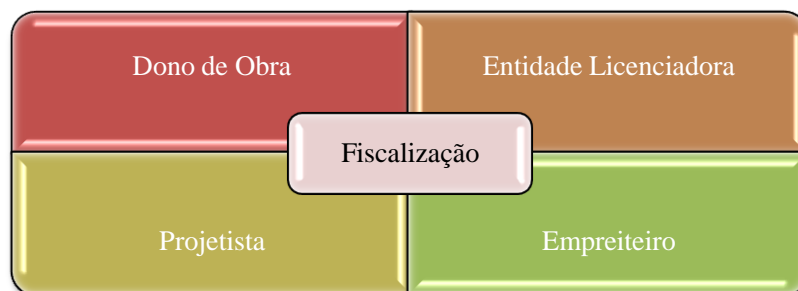 Dono de Obra
Entidade Licenciadora
Fiscalização
Projetista
Empreiteiro